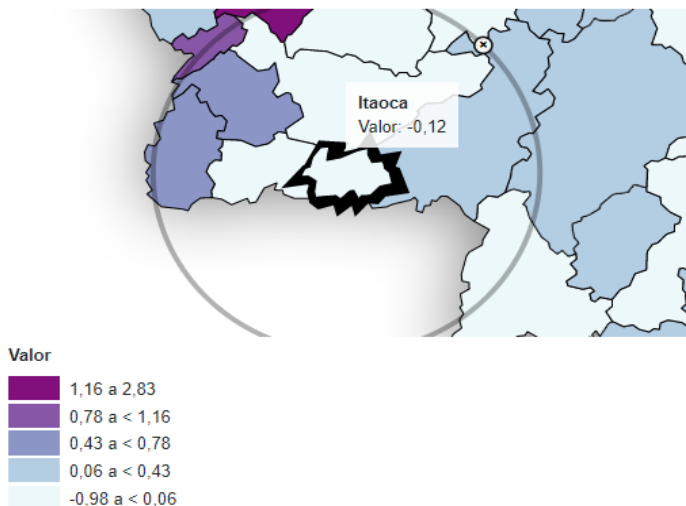 Itaoca
Valor: -0,12
Valor
1,16 a 2,83
0,78 a < 1,16
0,43 a < 0,78
0,06 a < 0,43
-0,98 a < 0,06